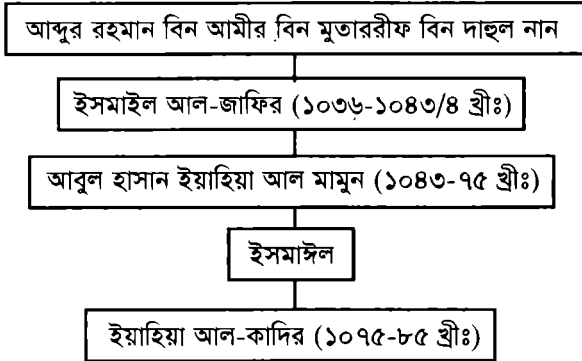 আব্দুর রহমান বিন আমীর বিন মুতাররীফ বিন দাহুল নান
ইসমাইল আল-জাফির (১০৩৬-১০৪৩/৪ খ্রীঃ)
আবুল হাসান ইয়াহিয়া আল মামুন (১০৪৩-৭৫ খ্রীঃ)
ইসমাঈল
ইয়াহিয়া আল-কাদির (১০৭৫-৮৫ খ্রীঃ)